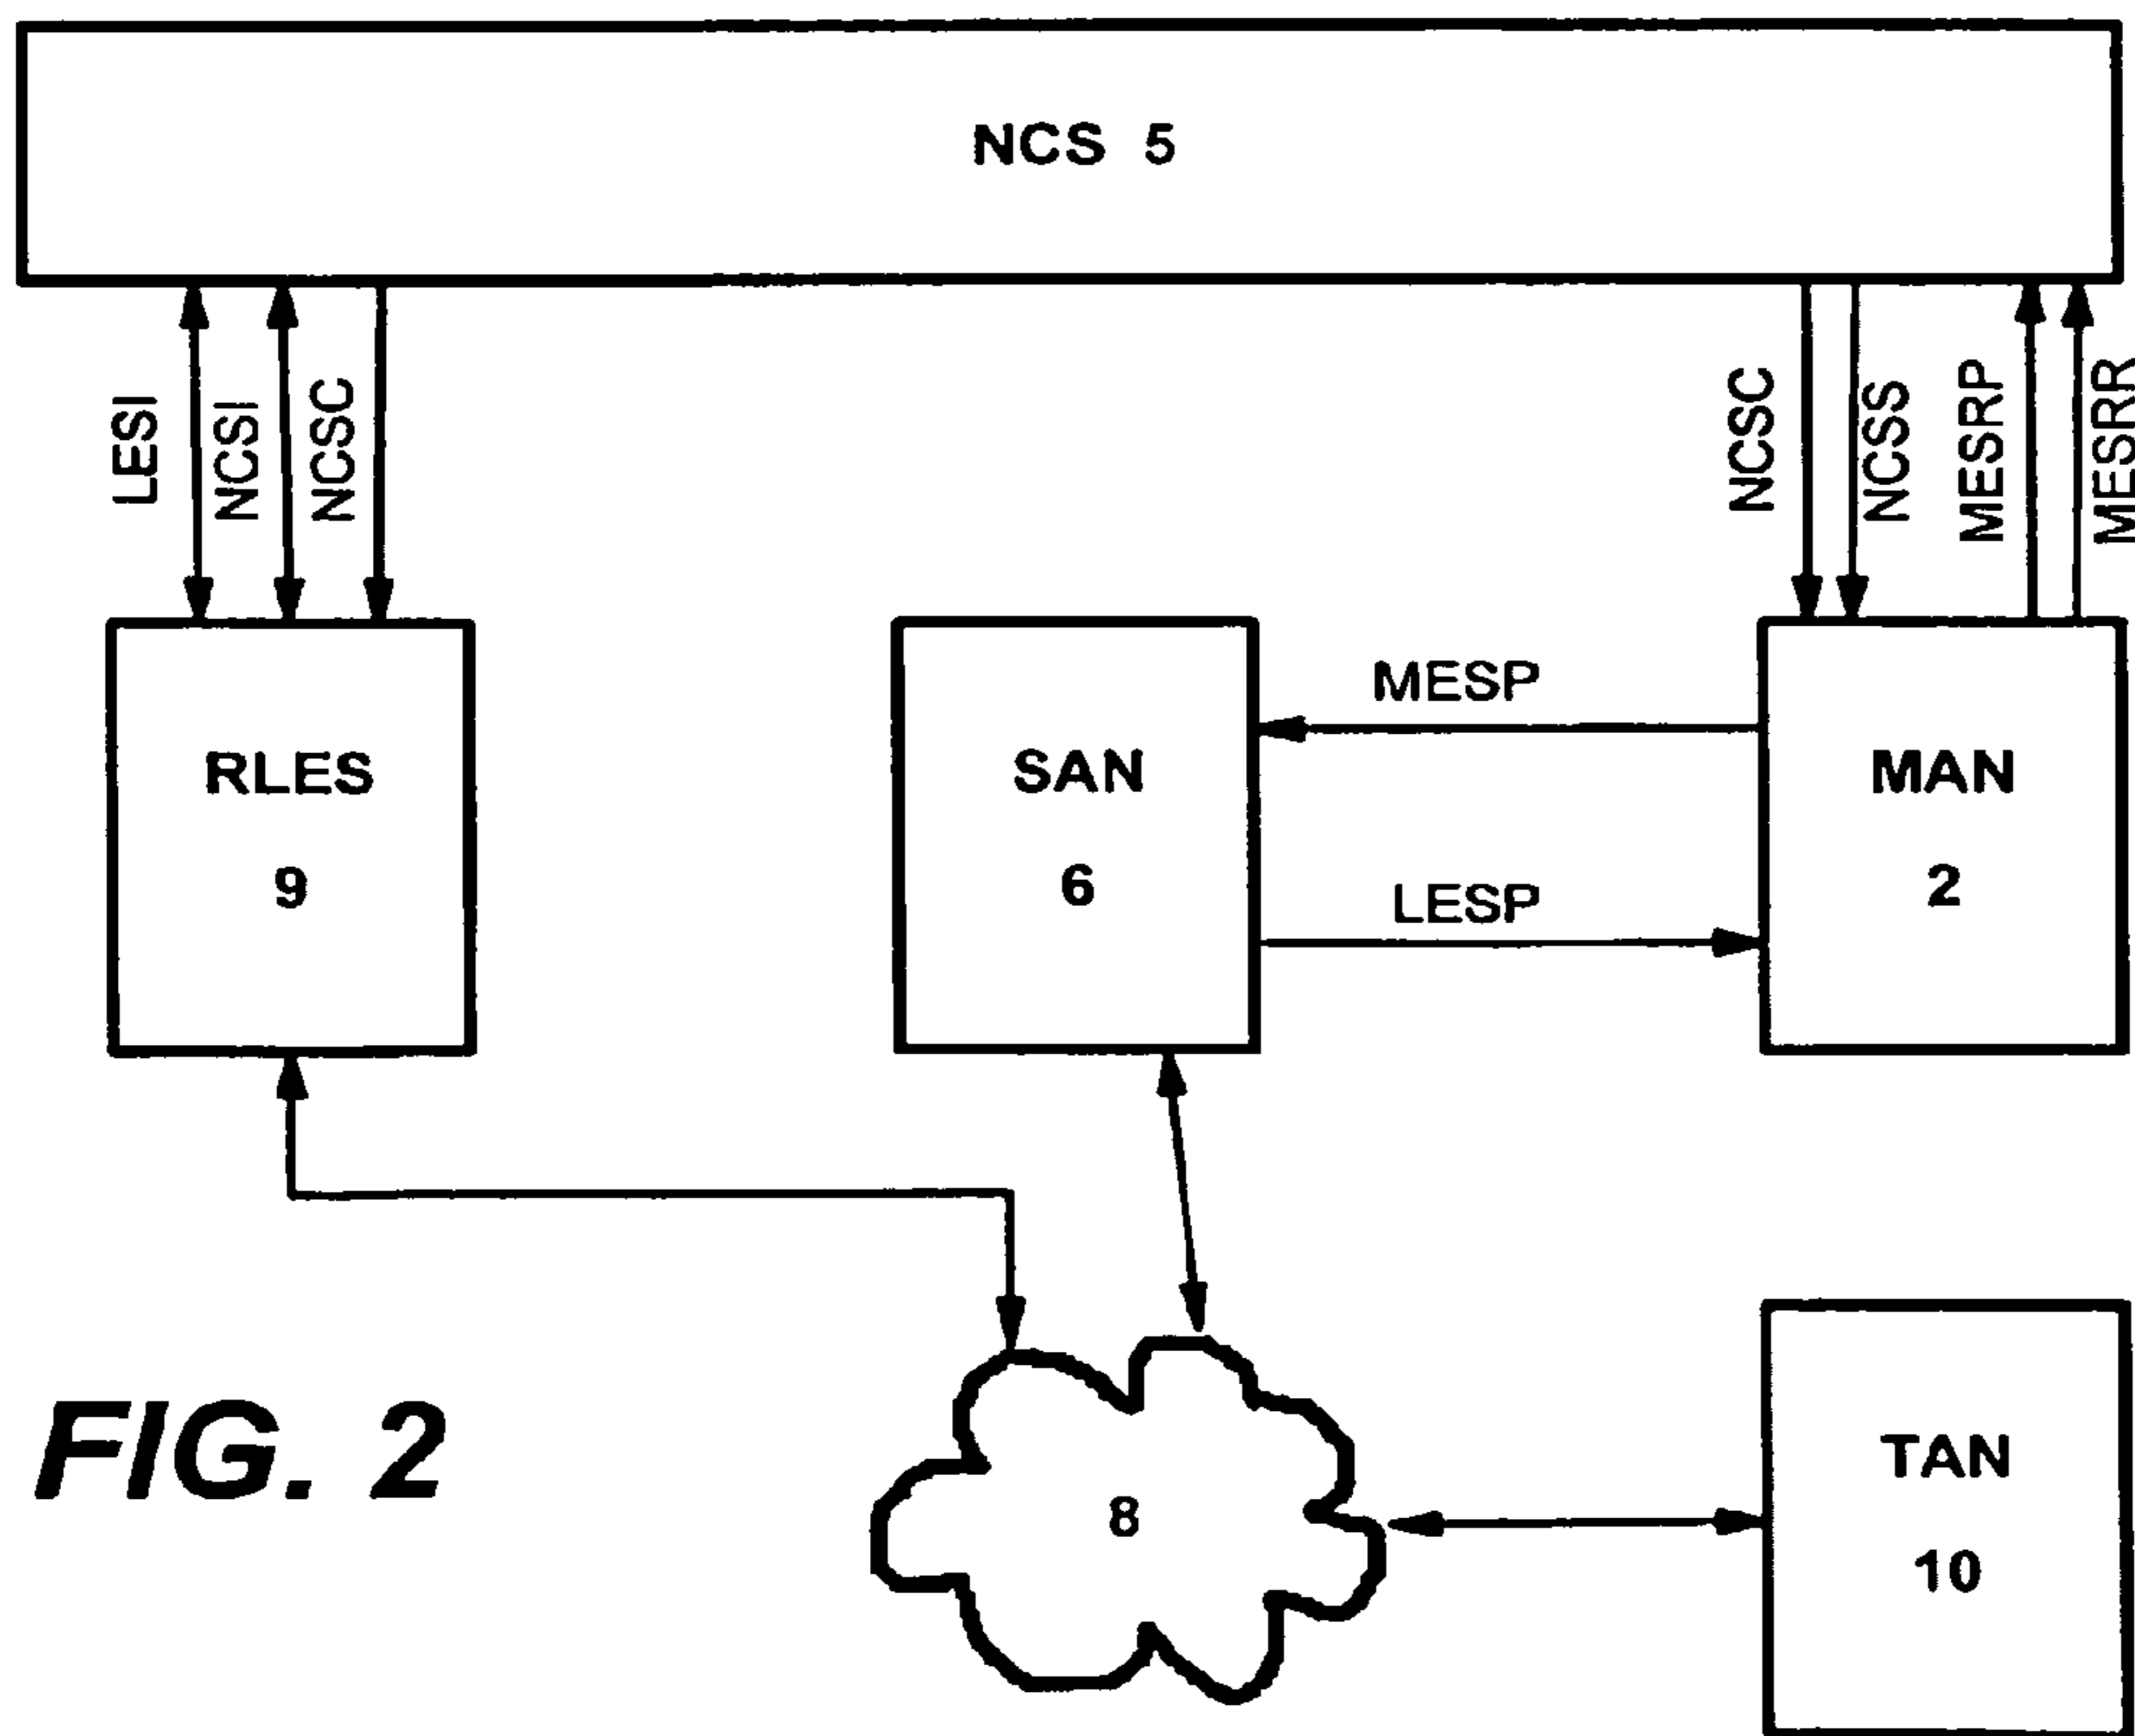 NCS 5
LESI
NCSI
NCSC
NCSC
NCSS
MESRP
MESRR
RLES
9
SAN
6
MESP
LESP
MAN
2
FIG. 2
8
TAN
10